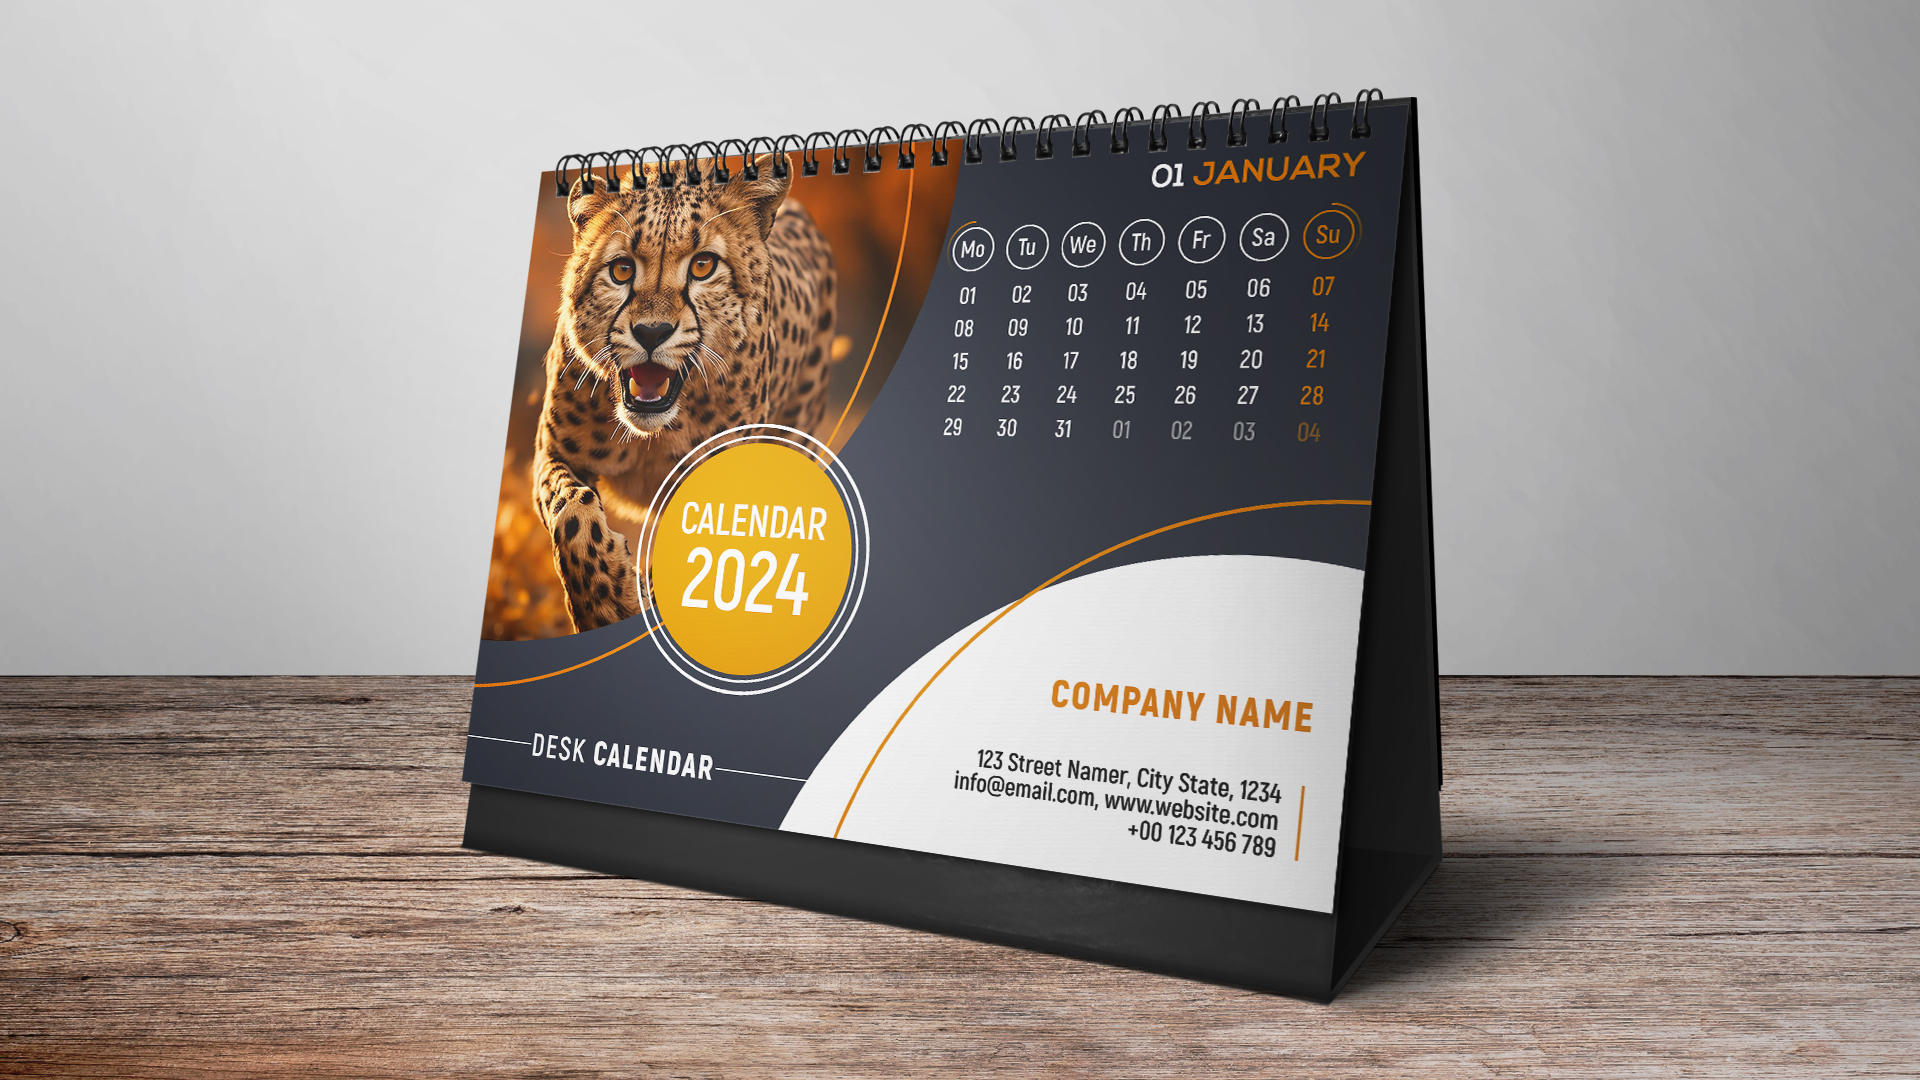 01 JANUARY
Mo Tu We Th Fr Sa Su
01 02 03 04 05 06 07
08 09 10 11 12 13 14
15 16 17 18 19 20 21
22 23 24 25 26 27 28
29 30 31 01 02 03 04
CALENDAR
2024
DESK CALENDAR
COMPANY NAME
123 Street Namer, City State, 1234
info@email.com, www.website.com
+00 123 456 789